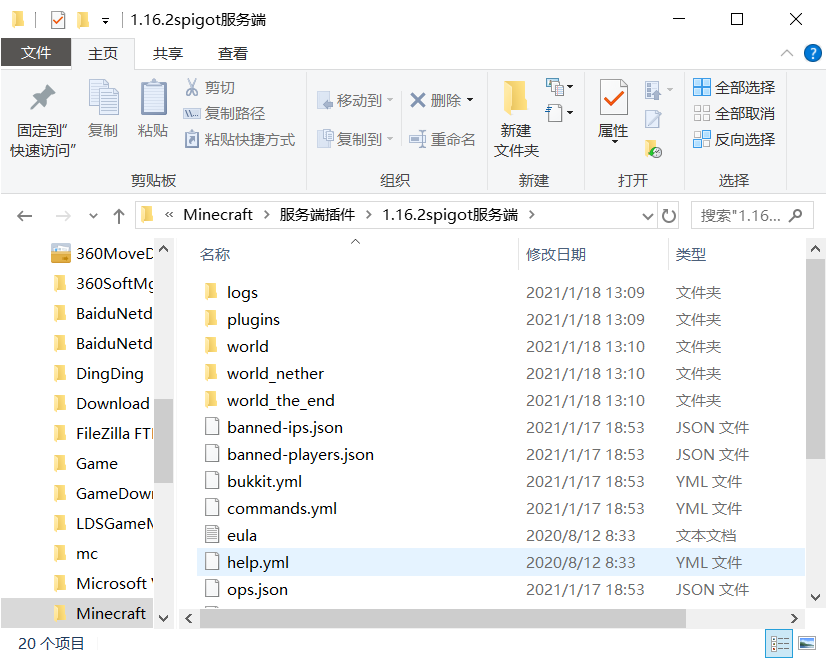 1.16.2spigot服务端
文件 主页 共享 查看
固定到"快速访问"
复制
粘贴
剪切
复制路径
粘贴快捷方式
剪贴板
移动到
复制到
删除
重命名
组织
新建
文件夹
新建
属性
打开
全部选择
全部取消
反向选择
选择
« Minecraft > 服务端插件 > 1.16.2spigot服务端 >
搜索"1.16...
360MoveD
360SoftMg
BaiduNetd
BaiduNetd
DingDing
Download
FileZilla FTI
Game
GameDown
LDSGameM
mc
Microsoft V
Minecraft
名称 修改日期 类型
logs 2021/1/18 13:09 文件夹
plugins 2021/1/18 13:09 文件夹
world 2021/1/18 13:10 文件夹
world_nether 2021/1/18 13:10 文件夹
world_the_end 2021/1/18 13:10 文件夹
banned-ips.json 2021/1/17 18:53 JSON 文件
banned-players.json 2021/1/17 18:53 JSON 文件
bukkit.yml 2021/1/17 18:53 YML 文件
commands.yml 2021/1/17 18:53 YML 文件
eula 2020/8/12 8:33 文本文档
help.yml 2020/8/12 8:33 YML 文件
ops.json 2021/1/17 18:53 JSON 文件
20 个项目